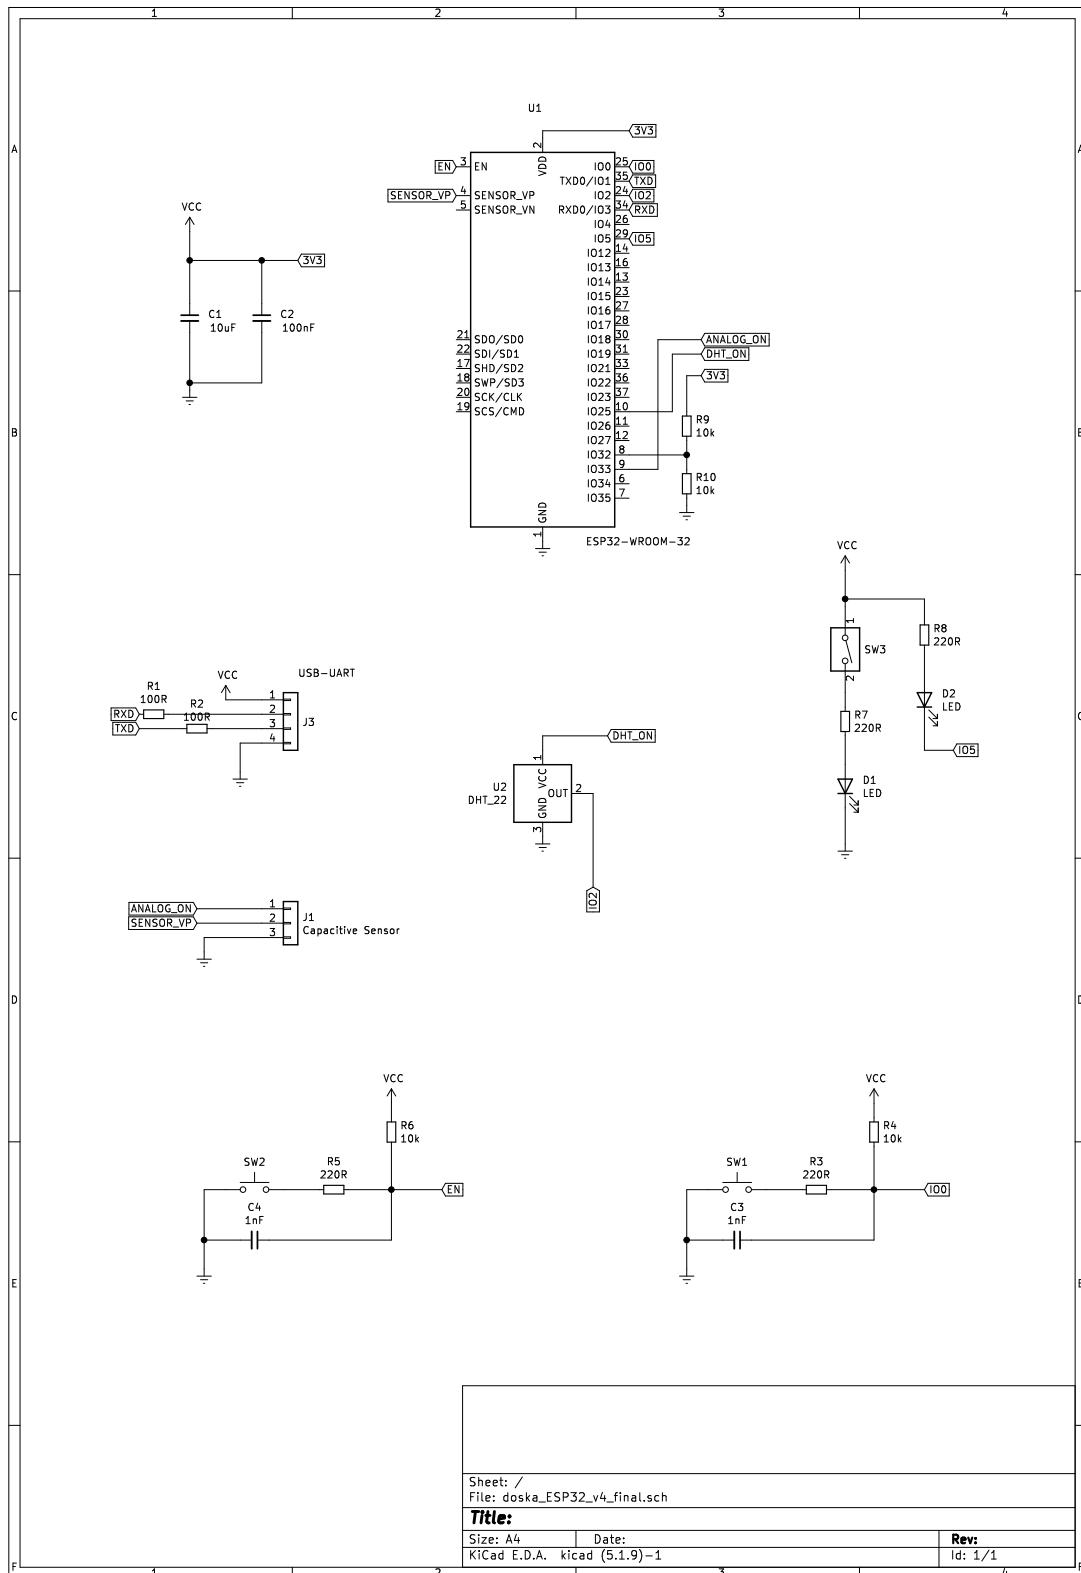 1 2 3 4
A A
B B
C C
D D
E E
F F
1 2 3 4
U1
3V3
2
VDD
EN 3 EN
SENSOR_VP 4 SENSOR_VP
5 SENSOR_VN
21 SDO/SD0
22 SDI/SD1
17 SHD/SD2
18 SWP/SD3
20 SCK/CLK
19 SCS/CMD
IO0 25 IO0
TXD0/IO1 35 TXD
IO2 24 IO2
RXD0/IO3 34 RXD
IO4 26
IO5 29 IO5
IO12 14
IO13 16
IO14 13
IO15 23
IO16 27
IO17 28
IO18 30
IO19 31
IO21 33
IO22 36
IO23 37
IO25 10
IO26 11
IO27 12
IO32 8
IO33 9
IO34 6
IO35 7
GND
1
ESP32-WROOM-32
ANALOG_ON
DHT_ON
3V3
R9
10k
R10
10k
VCC
3V3
C1
10uF
C2
100nF
VCC
1
SW3
2
R7
220R
D1
LED
R8
220R
D2
LED
IO5
USB-UART
VCC
R1
100R
R2
100R
RXD
TXD
1
2
3
4
J3
DHT_ON
1
VCC
U2
DHT_22
OUT 2
GND
3
IO2
ANALOG_ON 1
SENSOR_VP 2
3
J1
Capacitive Sensor
VCC
R6
10k
SW2
R5
220R
EN
C4
1nF
VCC
R4
10k
SW1
R3
220R
IO0
C3
1nF
Sheet: /
File: doska_ESP32_v4_final.sch
Title:
Size: A4 Date: Rev:
KiCad E.D.A. kicad (5.1.9)-1 Id: 1/1